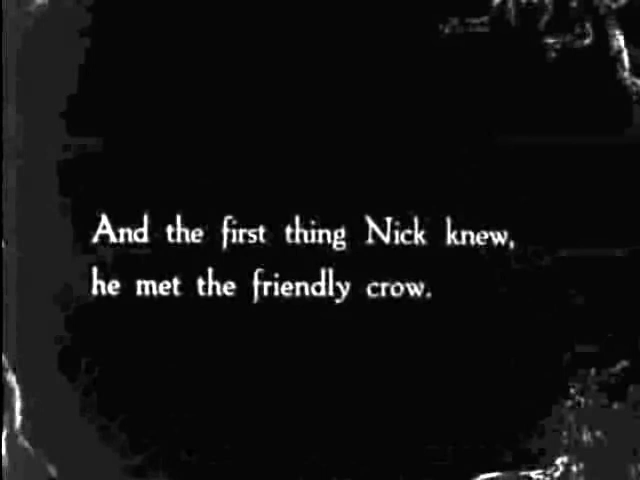 And the first thing Nick knew,
he met the friendly crow.